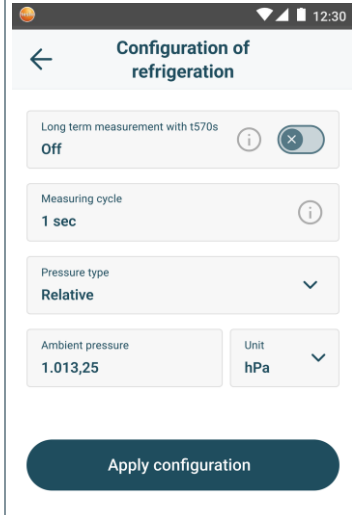 12:30
Configuration of
refrigeration
Long term measurement with t570s
Off
Measuring cycle
1 sec
Pressure type
Relative
Ambient pressure
1.013,25
Unit
hPa
Apply configuration